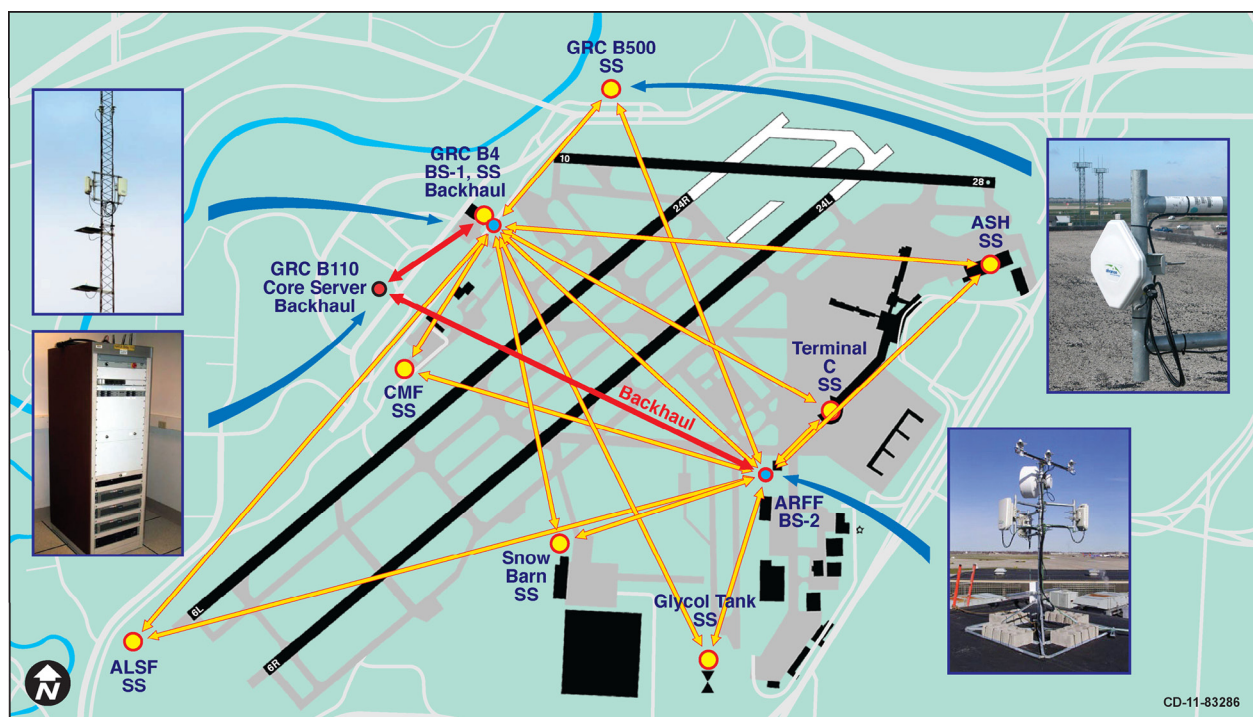 GRC B500
SS
GRC B4
BS-1, SS
Backhaul
10
28
24R
24L
ASH
SS
GRC B110
Core Server
Backhaul
Terminal
C
SS
CMF
SS
Backhaul
ARFF
BS-2
Snow
Barn
SS
Glycol Tank
SS
6L
6R
ALSF
SS
N
CD-11-83286